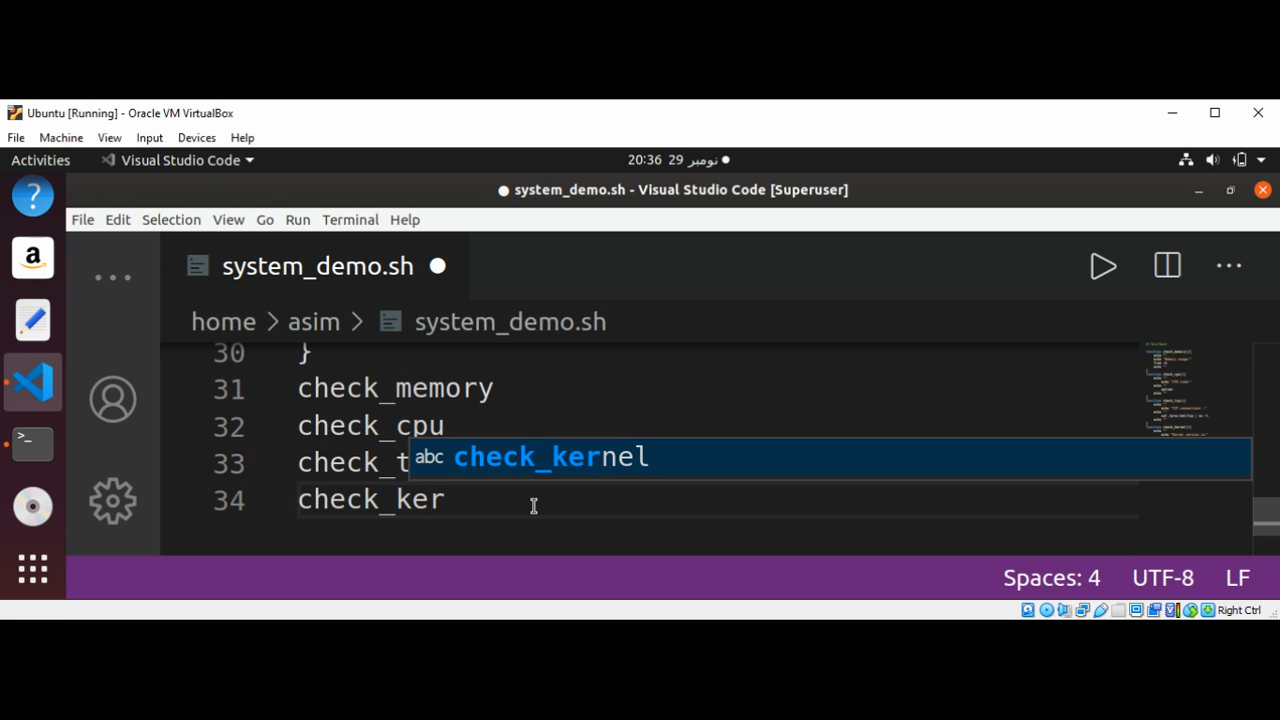 Ubuntu [Running] - Oracle VM VirtualBox
File Machine View Input Devices Help
Activities Visual Studio Code 20:36 29 نومبر
● system_demo.sh - Visual Studio Code [Superuser]
File Edit Selection View Go Run Terminal Help
system_demo.sh
home > asim > system_demo.sh
30 }
31 check_memory
32 check_cpu
abc check_kernel
33 check_t
34 check_ker
Spaces: 4 UTF-8 LF
Right Ctrl